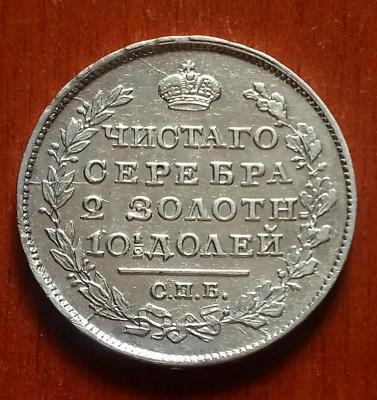 ЧИСТАГО
СЕРЕБРА
2 ЗОЛОТН.
10½ ДОЛЕЙ
С.П.Б.